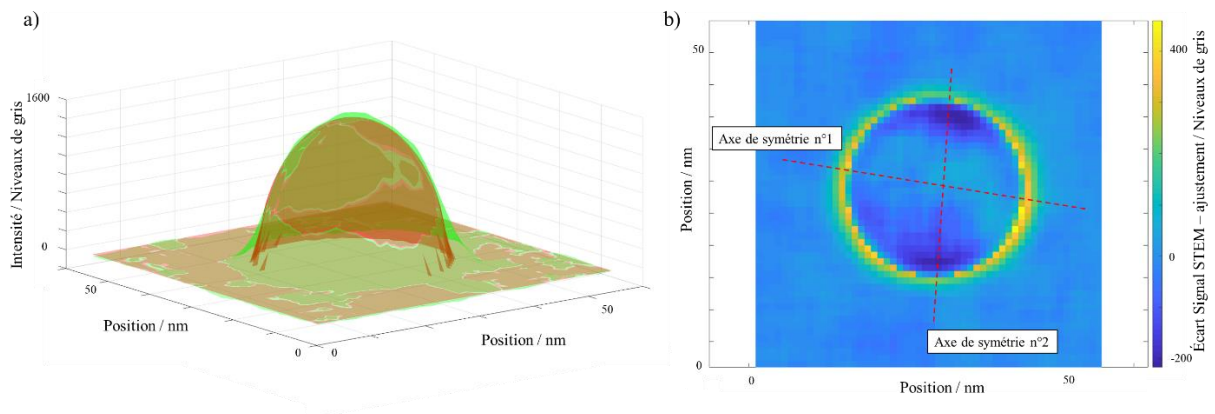 a)
Intensité / Niveaux de gris
1600
0
50
Position / nm
0
0
50
Position / nm
b)
50
Position / nm
0
Axe de symétrie n°1
Axe de symétrie n°2
0
50
Position / nm
400
0
-200
Écart Signal STEM – ajustement / Niveaux de gris